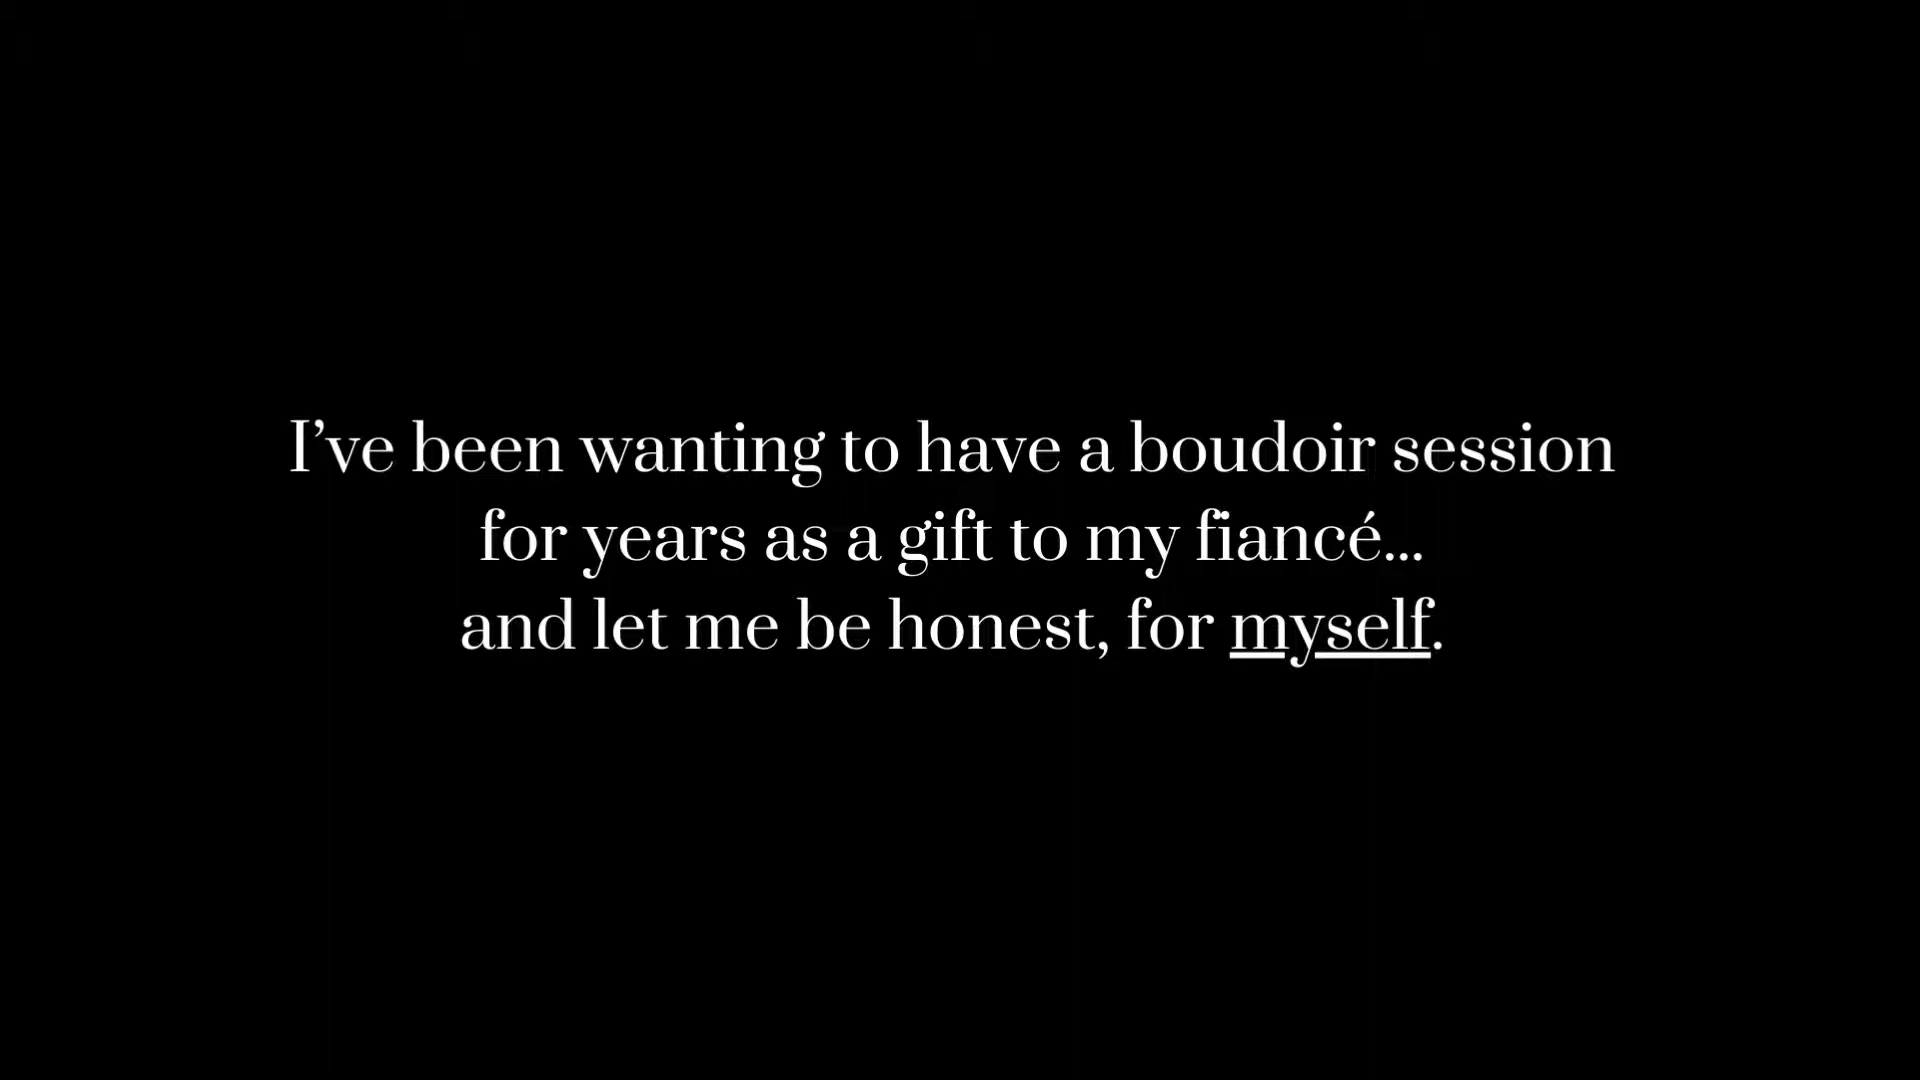 I’ve been wanting to have a boudoir session
for years as a gift to my fiancé...
and let me be honest, for myself.